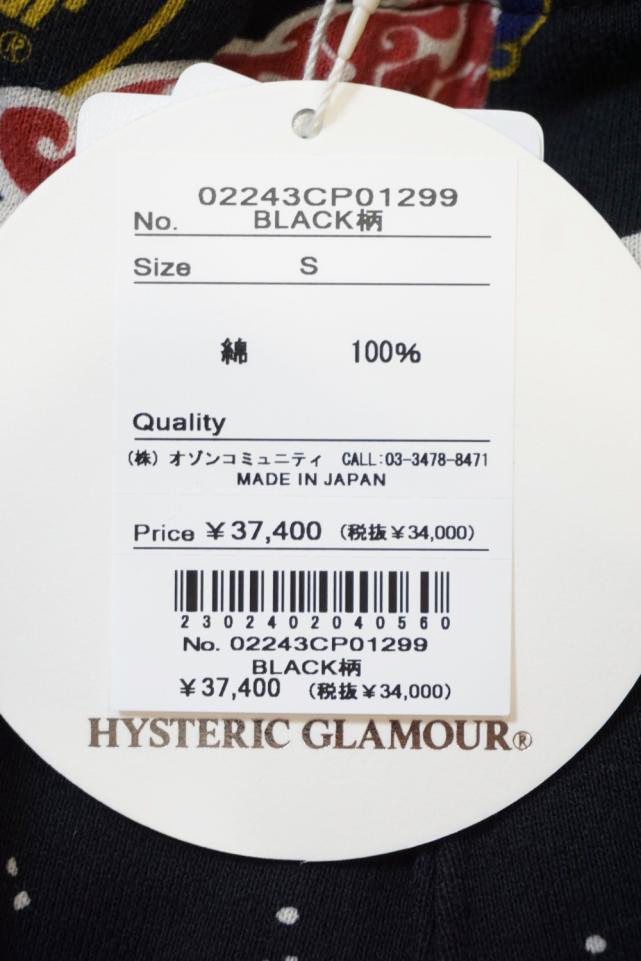 ®
02243CP01299
No. BLACK柄
Size S
綿 100%
Quality
(株) オゾンコミュニティ CALL:03-3478-8471
MADE IN JAPAN
Price ¥37,400 (税抜¥34,000)
2302402040560
No. 02243CP01299
BLACK柄
¥37,400 (税抜¥34,000)
HYSTERIC GLAMOUR®